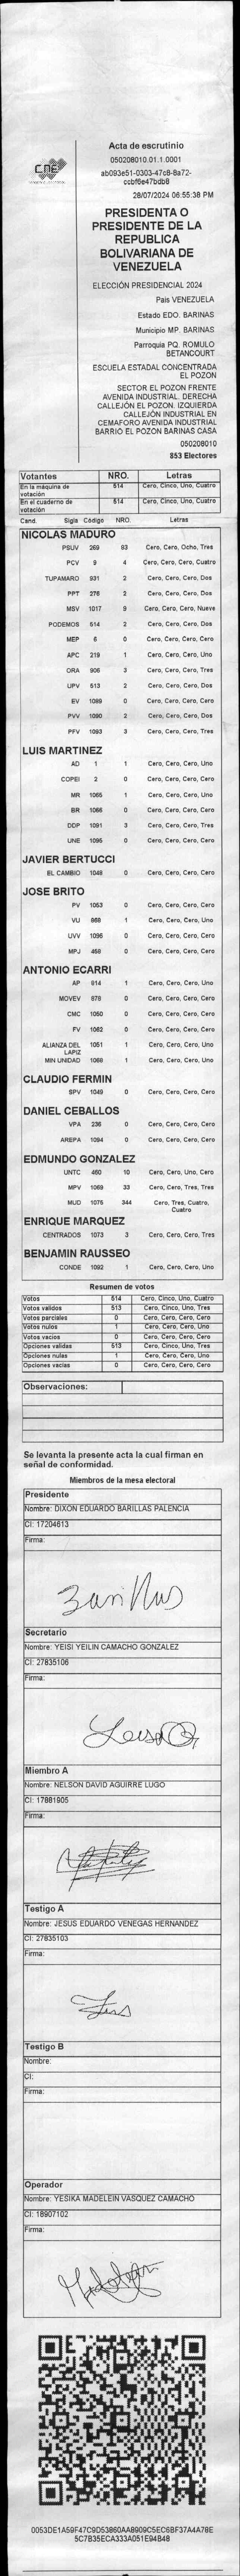 CNE
Acta de escrutinio
050208010.01.1.0001
ab093e51-0303-47c8-8a72-
ccbf6e47bdb8
28/07/2024 06:55:38 PM
PRESIDENTA O
PRESIDENTE DE LA
REPUBLICA
BOLIVARIANA DE
VENEZUELA
ELECCIÓN PRESIDENCIAL 2024
Pais VENEZUELA
Estado EDO. BARINAS
Municipio MP. BARINAS
Parroquia PQ. ROMULO
BETANCOURT
ESCUELA ESTADAL CONCENTRADA
EL POZON
SECTOR EL POZON FRENTE
AVENIDA INDUSTRIAL. DERECHA
CALLEJÓN EL POZON. IZQUIERDA
CALLEJÓN INDUSTRIAL EN
CEMAFORO AVENIDA INDUSTRIAL
BARRIO EL POZON BARINAS CASA
050208010
853 Electores
Votantes NRO. Letras
En la máquina de votación 514 Cero, Cinco, Uno, Cuatro
En el cuaderno de votación 514 Cero, Cinco, Uno, Cuatro
Cand. Sigla Código NRO. Letras
NICOLAS MADURO
PSUV 269 83 Cero, Cero, Ocho, Tres
PCV 9 4 Cero, Cero, Cero, Cuatro
TUPAMARO 931 2 Cero, Cero, Cero, Dos
PPT 276 2 Cero, Cero, Cero, Dos
MSV 1017 9 Cero, Cero, Cero, Nueve
PODEMOS 514 2 Cero, Cero, Cero, Dos
MEP 6 0 Cero, Cero, Cero, Cero
APC 219 1 Cero, Cero, Cero, Uno
ORA 906 3 Cero, Cero, Cero, Tres
UPV 513 2 Cero, Cero, Cero, Dos
EV 1089 0 Cero, Cero, Cero, Cero
PVV 1090 2 Cero, Cero, Cero, Dos
PFV 1093 3 Cero, Cero, Cero, Tres
LUIS MARTINEZ
AD 1 1 Cero, Cero, Cero, Uno
COPEI 2 0 Cero, Cero, Cero, Cero
MR 1065 1 Cero, Cero, Cero, Uno
BR 1066 0 Cero, Cero, Cero, Cero
DDP 1091 3 Cero, Cero, Cero, Tres
UNE 1095 0 Cero, Cero, Cero, Cero
JAVIER BERTUCCI
EL CAMBIO 1048 0 Cero, Cero, Cero, Cero
JOSE BRITO
PV 1053 0 Cero, Cero, Cero, Cero
VU 968 1 Cero, Cero, Cero, Uno
UVV 1096 0 Cero, Cero, Cero, Cero
MPJ 458 0 Cero, Cero, Cero, Cero
ANTONIO ECARRI
AP 914 1 Cero, Cero, Cero, Uno
MOVEV 878 0 Cero, Cero, Cero, Cero
CMC 1050 0 Cero, Cero, Cero, Cero
FV 1062 0 Cero, Cero, Cero, Cero
ALIANZA DEL LAPIZ 1051 1 Cero, Cero, Cero, Uno
MIN UNIDAD 1068 1 Cero, Cero, Cero, Uno
CLAUDIO FERMIN
SPV 1049 0 Cero, Cero, Cero, Cero
DANIEL CEBALLOS
VPA 236 0 Cero, Cero, Cero, Cero
AREPA 1094 0 Cero, Cero, Cero, Cero
EDMUNDO GONZALEZ
UNTC 460 10 Cero, Cero, Uno, Cero
MPV 1069 33 Cero, Cero, Tres, Tres
MUD 1076 344 Cero, Tres, Cuatro,
Cuatro
ENRIQUE MARQUEZ
CENTRADOS 1073 3 Cero, Cero, Cero, Tres
BENJAMIN RAUSSEO
CONDE 1092 1 Cero, Cero, Cero, Uno
Resumen de votos
Votos 514 Cero, Cinco, Uno, Cuatro
Votos validos 513 Cero, Cinco, Uno, Tres
Votos parciales 0 Cero, Cero, Cero, Cero
Votos nulos 1 Cero, Cero, Cero, Uno
Votos vacios 0 Cero, Cero, Cero, Cero
Opciones validas 513 Cero, Cinco, Uno, Tres
Opciones nulas 1 Cero, Cero, Cero, Uno
Opciones vacias 0 Cero, Cero, Cero, Cero
Observaciones:
Se levanta la presente acta la cual firman en
señal de conformidad.
Miembros de la mesa electoral
Presidente
Nombre: DIXON EDUARDO BARILLAS PALENCIA
CI: 17204613
Firma:
Barillas
Secretario
Nombre: YEISI YEILIN CAMACHO GONZALEZ
CI: 27835106
Firma:
Miembro A
Nombre: NELSON DAVID AGUIRRE LUGO
CI: 17881905
Firma:
Testigo A
Nombre: JESUS EDUARDO VENEGAS HERNANDEZ
CI: 27835103
Firma:
Testigo B
Nombre:
CI:
Firma:
Operador
Nombre: YESIKA MADELEIN VASQUEZ CAMACHO
CI: 18907102
Firma:
0053DE1A59F47C9D53860AA8909C5EC6BF37A4A78E
5C7B35ECA333A051E94B48